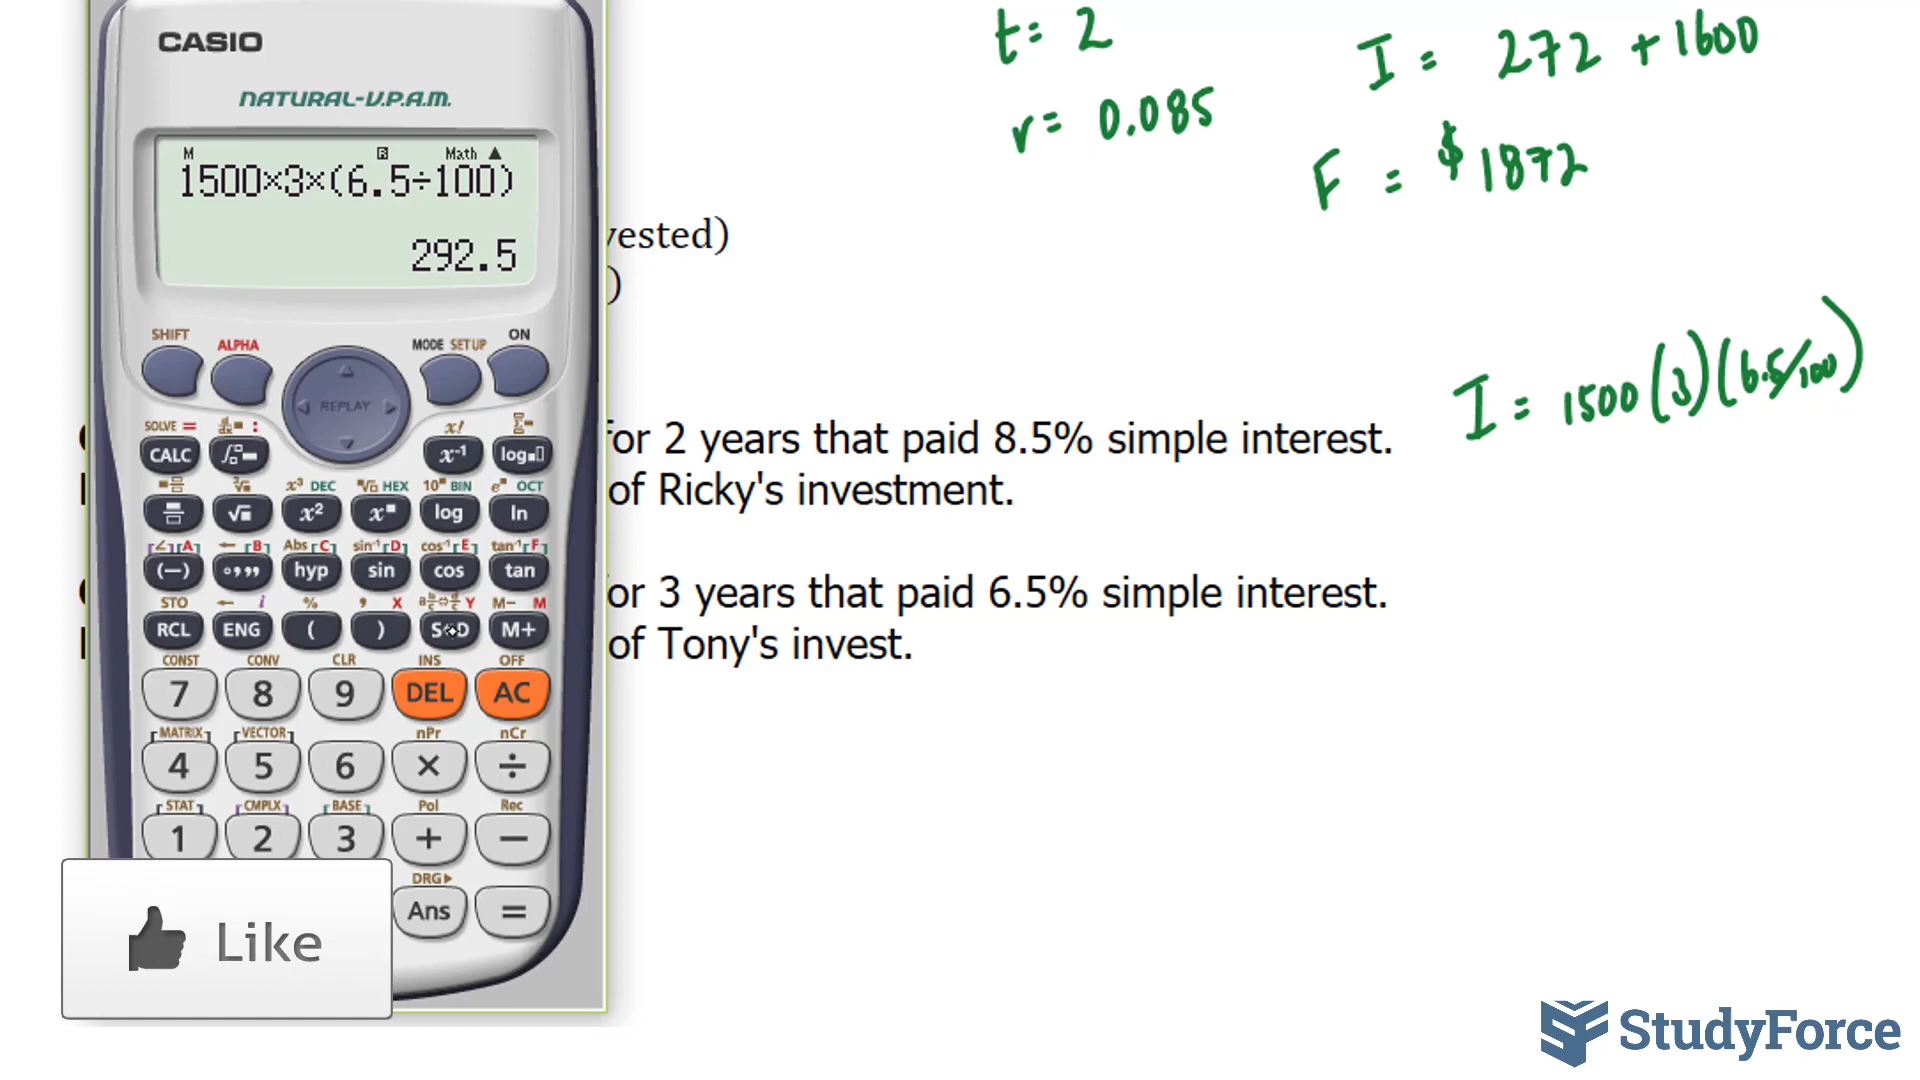 CASIO
NATURAL-V.P.A.M.
M R Math ▲
1500×3×(6.5÷100)
292.5
SHIFT ALPHA MODE SETUP ON
REPLAY
SOLVE = : x!
CALC x⁻¹ log
x³ DEC HEX 10 BIN e OCT
x² x log ln
A B Abs C sin⁻¹ D cos⁻¹ E tan⁻¹ F
(−) hyp sin cos tan
STO i % , X Y M− M
RCL ENG ( ) S⇔D M+
CONST CONV CLR INS OFF
7 8 9 DEL AC
MATRIX VECTOR nPr nCr
4 5 6 × ÷
STAT CMPLX BASE Pol Rec
1 2 3 + −
DRG▶
Ans =
Like
t = 2
r = 0.085
I = 272 + 1600
F = $1872
vested)
)
I = 1500(3)(6.5/100)
for 2 years that paid 8.5% simple interest.
of Ricky's investment.
or 3 years that paid 6.5% simple interest.
of Tony's invest.
StudyForce